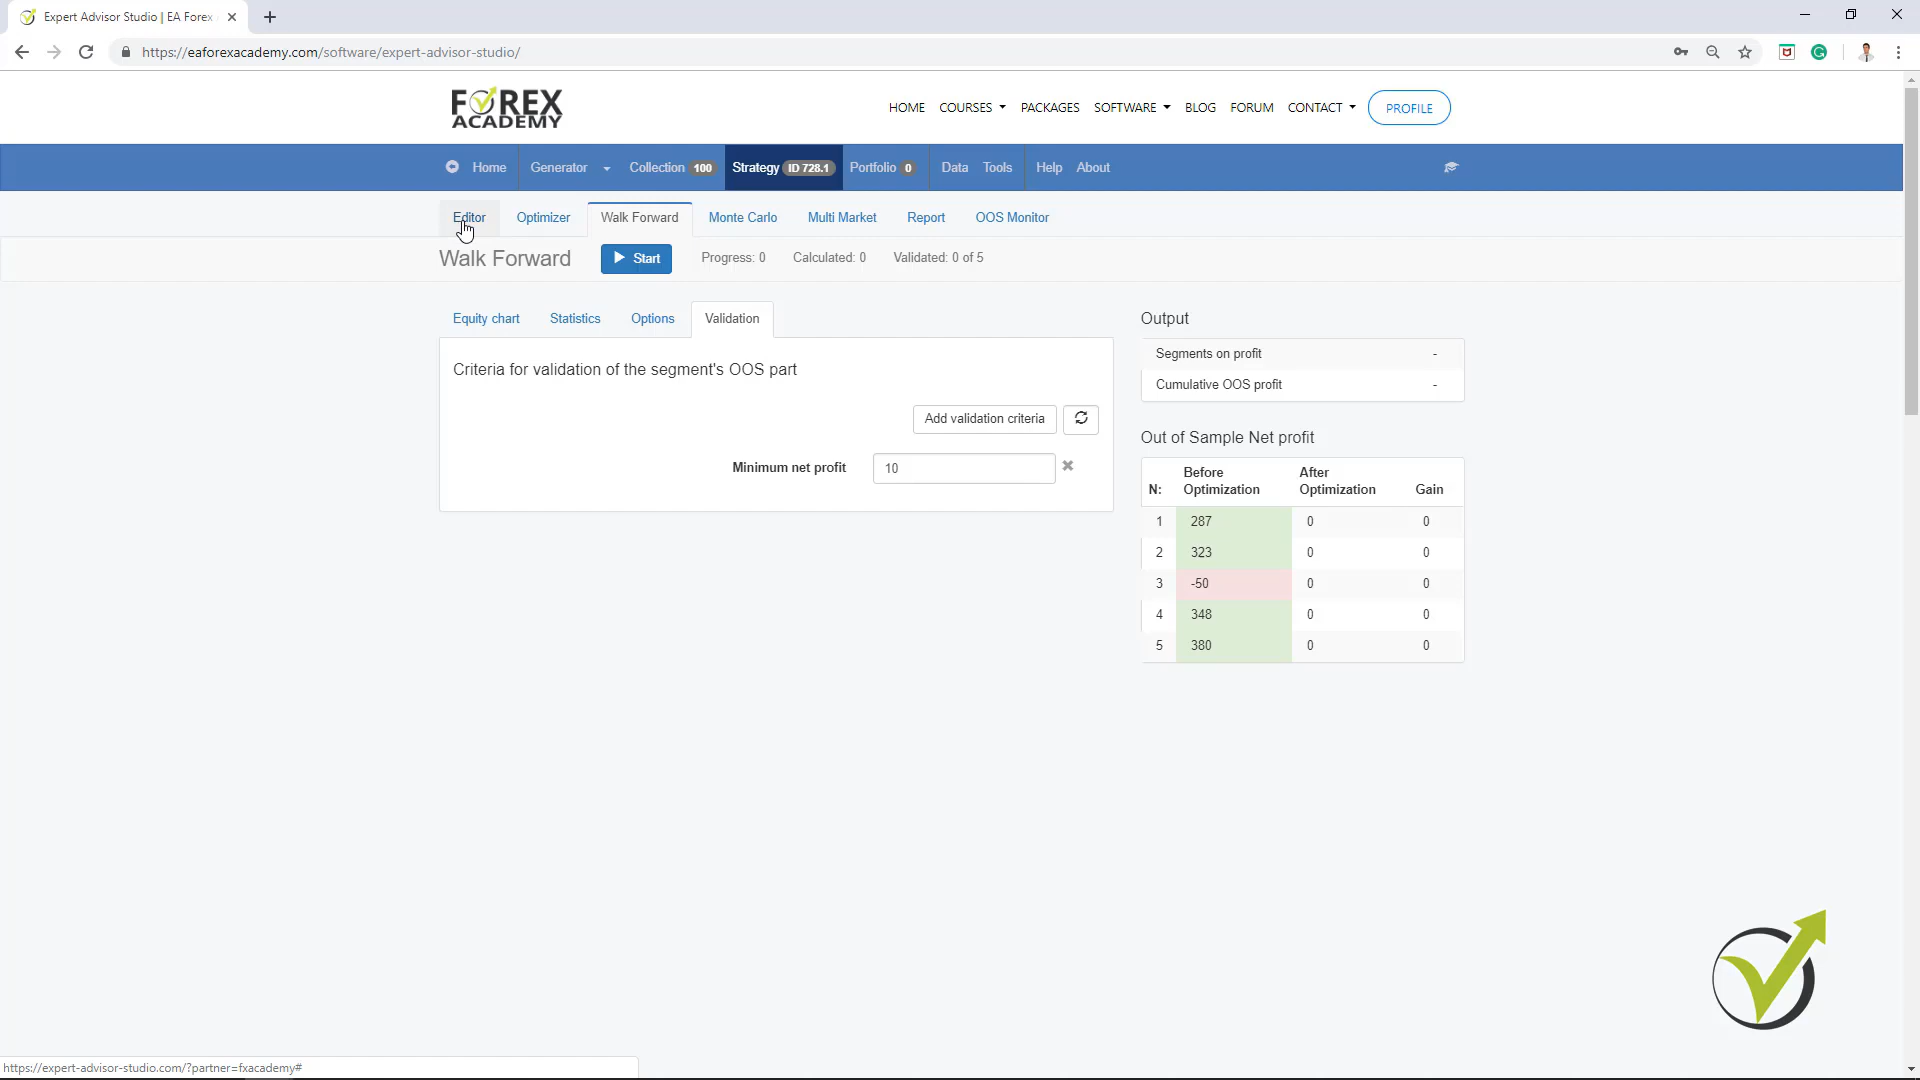 Expert Advisor Studio | EA Forex
https://eaforexacademy.com/software/expert-advisor-studio/
FOREX
ACADEMY
HOME COURSES PACKAGES SOFTWARE BLOG FORUM CONTACT PROFILE
Home Generator Collection 100 Strategy ID 728.1 Portfolio 0 Data Tools Help About
Editor Optimizer Walk Forward Monte Carlo Multi Market Report OOS Monitor
Walk Forward Start Progress: 0 Calculated: 0 Validated: 0 of 5
Equity chart Statistics Options Validation
Criteria for validation of the segment's OOS part
Add validation criteria
Minimum net profit 10
Output
Segments on profit -
Cumulative OOS profit -
Out of Sample Net profit
N: Before Optimization After Optimization Gain
1 287 0 0
2 323 0 0
3 -50 0 0
4 348 0 0
5 380 0 0
https://expert-advisor-studio.com/?partner=fxacademy#